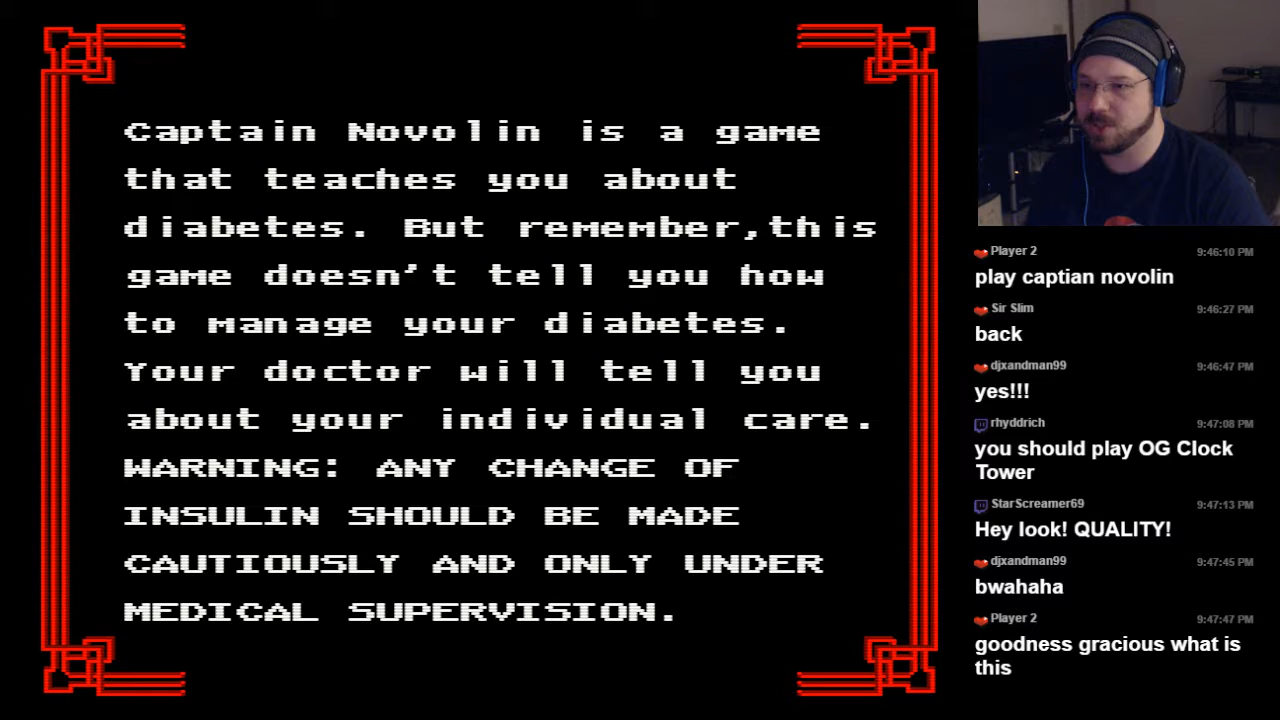 Captain Novolin is a game
that teaches you about
diabetes. But remember,this
game doesn't tell you how
to manage your diabetes.
Your doctor will tell you
about your individual care.
WARNING: ANY CHANGE OF
INSULIN SHOULD BE MADE
CAUTIOUSLY AND ONLY UNDER
MEDICAL SUPERVISION.
Player 2 9:46:10 PM
play captian novolin
Sir Slim 9:46:27 PM
back
djxandman99 9:46:47 PM
yes!!!
rhyddrich 9:47:08 PM
you should play OG Clock
Tower
StarScreamer69 9:47:13 PM
Hey look! QUALITY!
djxandman99 9:47:45 PM
bwahaha
Player 2 9:47:47 PM
goodness gracious what is
this